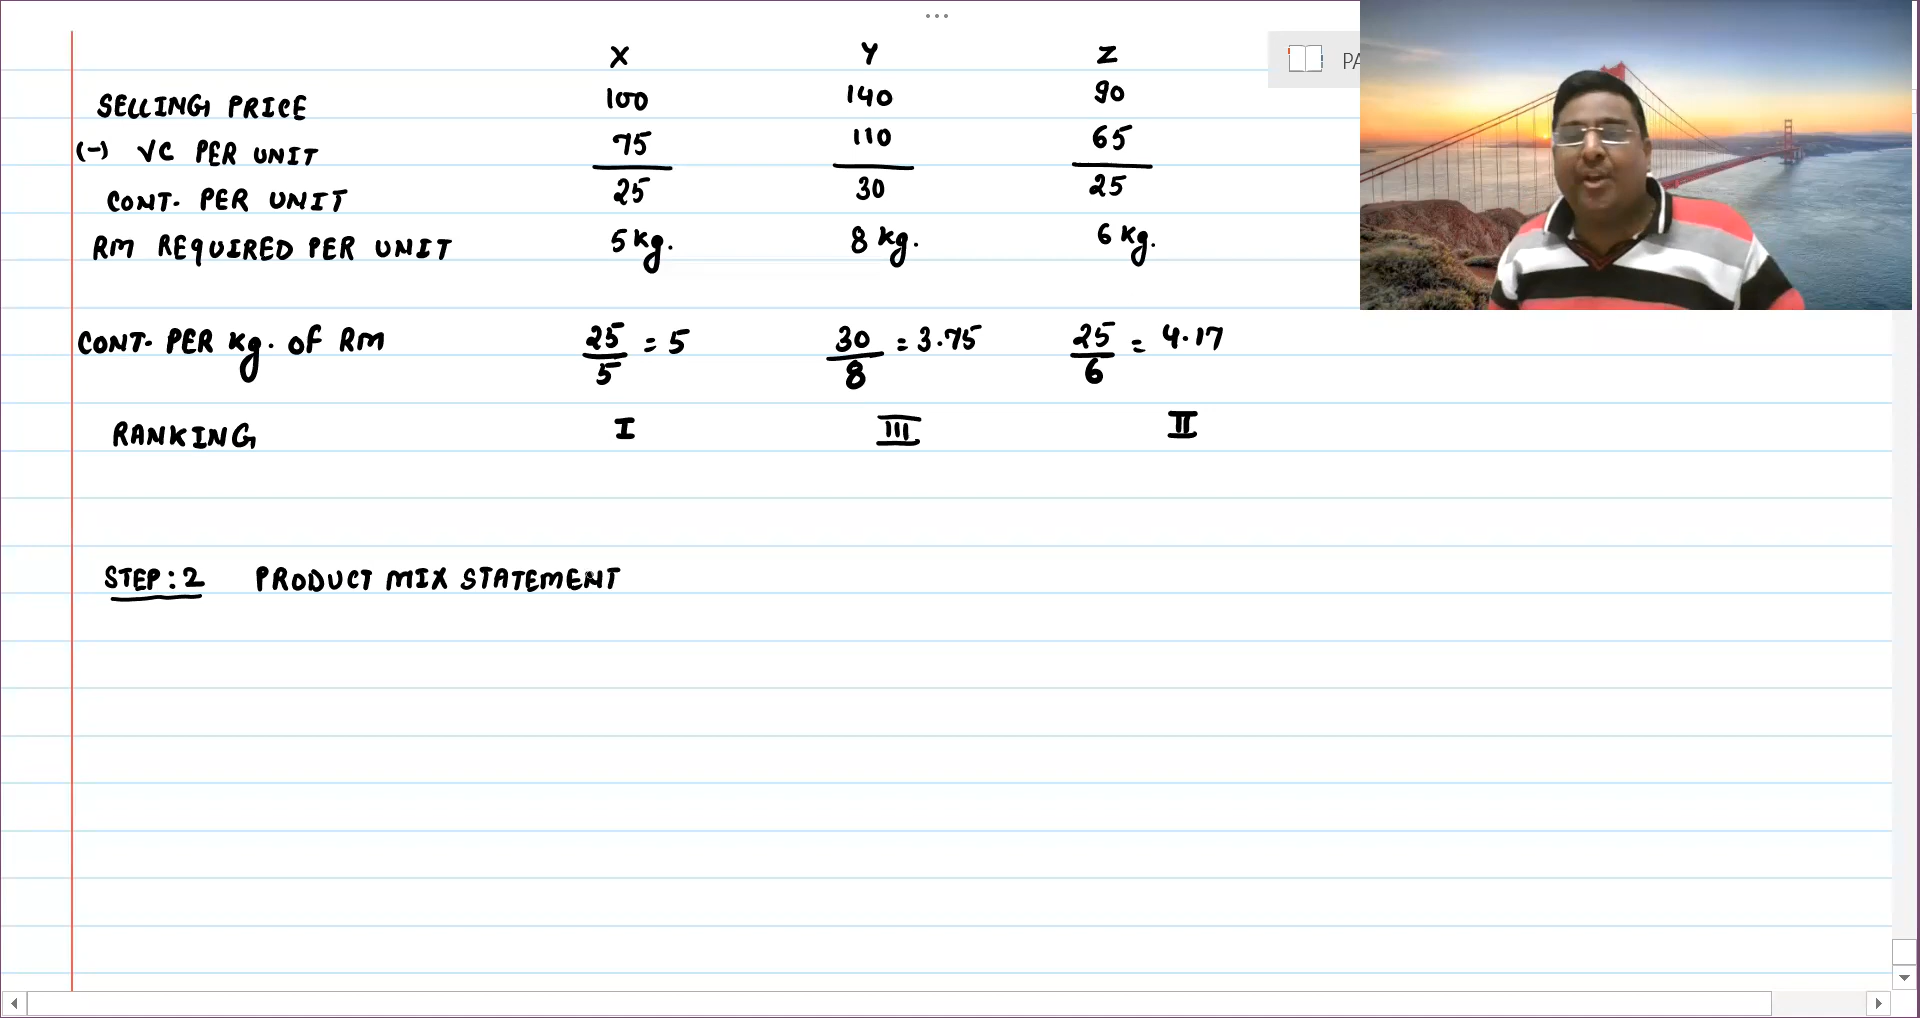 X Y Z
SELLING PRICE 100 140 90
(-) VC PER UNIT 75 110 65
CONT. PER UNIT 25 30 25
RM REQUIRED PER UNIT 5 kg. 8 kg. 6 kg.
CONT. PER kg. of RM 25/5 = 5 30/8 = 3.75 25/6 = 4.17
RANKING I III II
STEP : 2 PRODUCT MIX STATEMENT